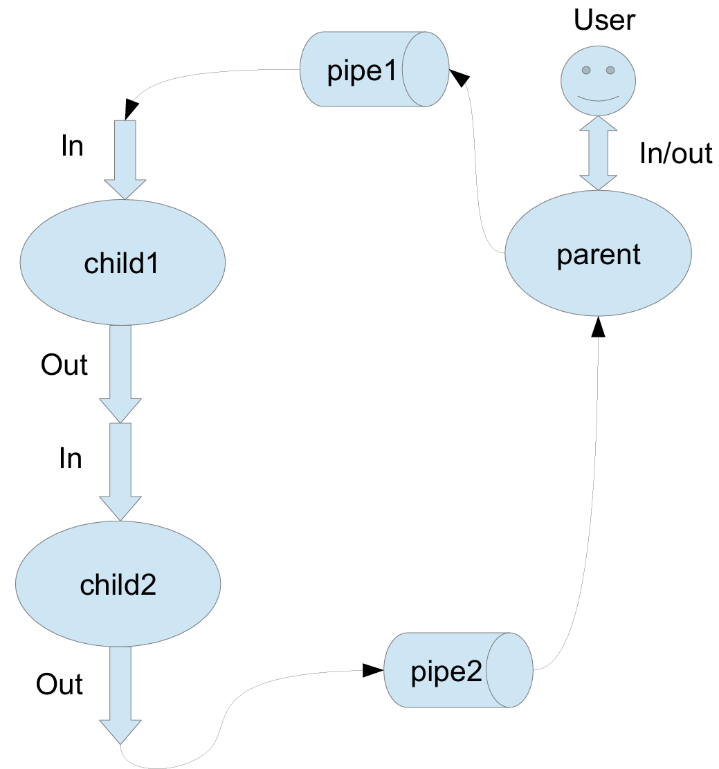 User
pipe1
In
In/out
child1
parent
Out
In
child2
pipe2
Out